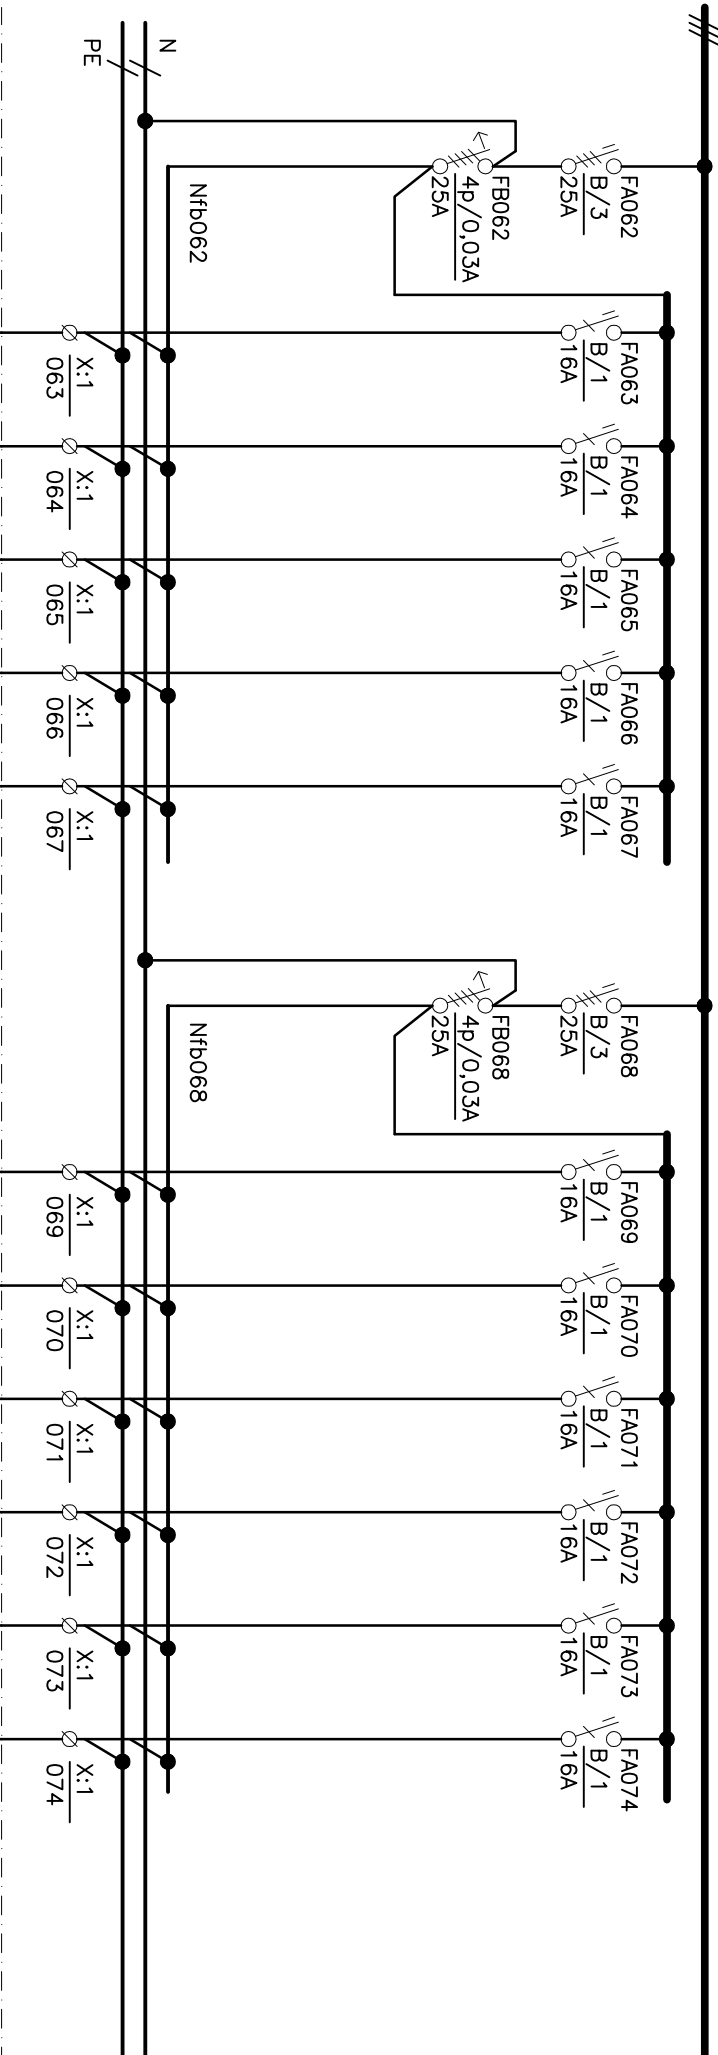 N
PE
FA062
B/3
25A
FB062
4p/0,03A
25A
Nfb062
FA063
B/1
16A
X:1
063
FA064
B/1
16A
X:1
064
FA065
B/1
16A
X:1
065
FA066
B/1
16A
X:1
066
FA067
B/1
16A
X:1
067
FA068
B/3
25A
FB068
4p/0,03A
25A
Nfb068
FA069
B/1
16A
X:1
069
FA070
B/1
16A
X:1
070
FA071
B/1
16A
X:1
071
FA072
B/1
16A
X:1
072
FA073
B/1
16A
X:1
073
FA074
B/1
16A
X:1
074